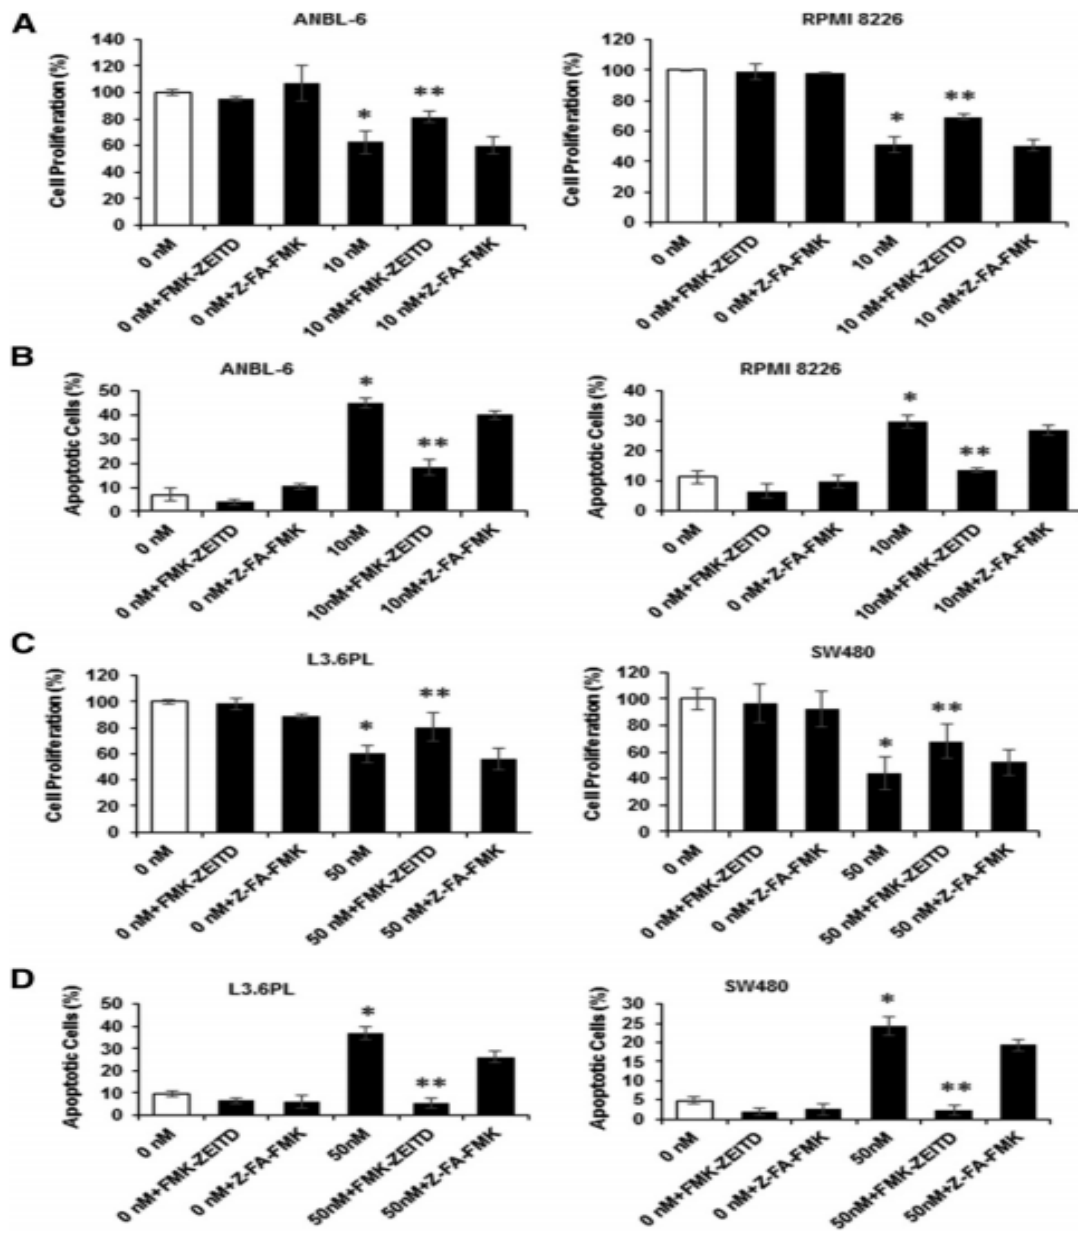 A
ANBL-6
RPMI 8226
Cell Proliferation (%)
140
120
100
80
60
40
20
0
*
**
0 nM
0 nM+FMK-ZEITD
0 nM+Z-FA-FMK
10 nM
10 nM+FMK-ZEITD
10 nM+Z-FA-FMK
Cell Proliferation (%)
120
100
80
60
40
20
0
*
**
0 nM
0 nM+FMK-ZEITD
0 nM+Z-FA-FMK
10 nM
10 nM+FMK-ZEITD
10 nM+Z-FA-FMK
B
ANBL-6
RPMI 8226
Apoptotic Cells (%)
50
40
30
20
10
0
*
**
0 nM
0 nM+FMK-ZEITD
0 nM+Z-FA-FMK
10nM
10nM+FMK-ZEITD
10nM+Z-FA-FMK
Apoptotic Cells (%)
40
30
20
10
0
*
**
0 nM
0 nM+FMK-ZEITD
0 nM+Z-FA-FMK
10nM
10nM+FMK-ZEITD
10nM+Z-FA-FMK
C
L3.6PL
SW480
Cell Proliferation (%)
120
100
80
60
40
20
0
*
**
0 nM
0 nM+FMK-ZEITD
0 nM+Z-FA-FMK
50 nM
50 nM+FMK-ZEITD
50 nM+Z-FA-FMK
Cell Proliferation (%)
120
100
80
60
40
20
0
*
**
0 nM
0 nM+FMK-ZEITD
0 nM+Z-FA-FMK
50 nM
50 nM+FMK-ZEITD
50 nM+Z-FA-FMK
D
L3.6PL
SW480
Apoptotic Cells (%)
50
40
30
20
10
0
*
**
0 nM
0 nM+FMK-ZEITD
0 nM+Z-FA-FMK
50nM
50nM+FMK-ZEITD
50nM+Z-FA-FMK
Apoptotic Cells (%)
30
25
20
15
10
5
0
*
**
0 nM
0 nM+FMK-ZEITD
0 nM+Z-FA-FMK
50nM
50nM+FMK-ZEITD
50nM+Z-FA-FMK